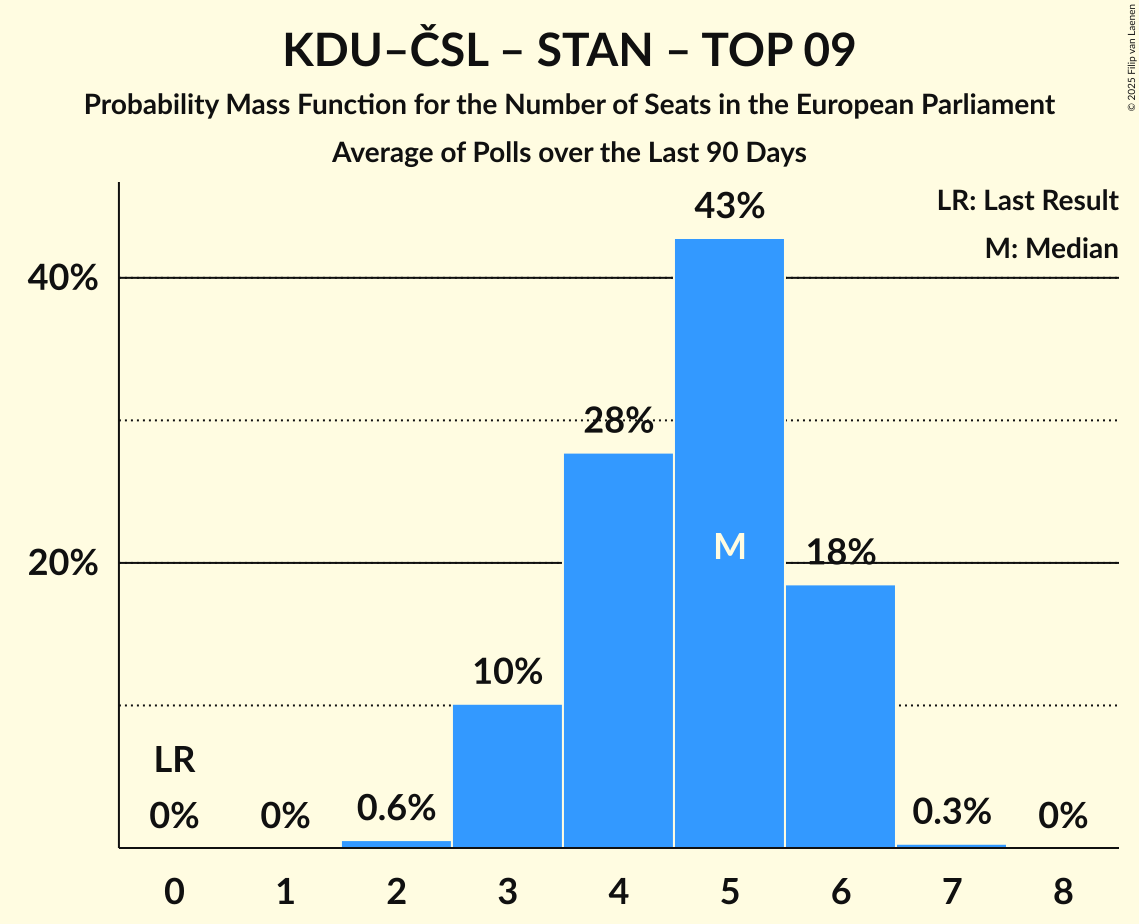 KDU–ČSL – STAN – TOP 09
Probability Mass Function for the Number of Seats in the European Parliament
Average of Polls over the Last 90 Days
© 2025 Filip van Laenen
LR: Last Result
M: Median
43%
40%
28%
M
18%
20%
10%
LR
0%
0%
0.6%
0.3%
0%
0 1 2 3 4 5 6 7 8